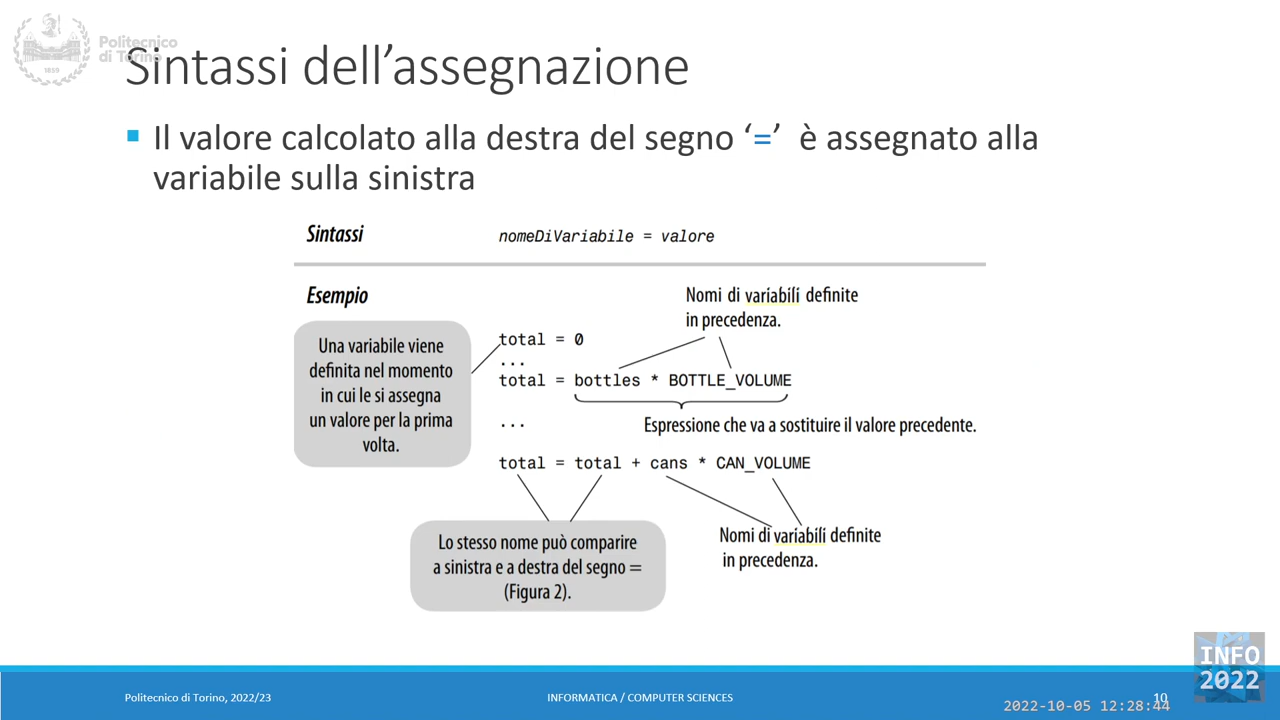 Politecnico
di Torino
1859
Sintassi dell’assegnazione
Il valore calcolato alla destra del segno ‘=’ è assegnato alla
variabile sulla sinistra
Sintassi
nomeDiVariabile = valore
Esempio
Nomi di variabili definite
in precedenza.
Una variabile viene
definita nel momento
in cui le si assegna
un valore per la prima
volta.
total = 0
...
total = bottles * BOTTLE_VOLUME
Espressione che va a sostituire il valore precedente.
...
total = total + cans * CAN_VOLUME
Lo stesso nome può comparire
a sinistra e a destra del segno =
(Figura 2).
Nomi di variabili definite
in precedenza.
INFO
2022
Politecnico di Torino, 2022/23
INFORMATICA / COMPUTER SCIENCES
10
2022-10-05 12:28:44